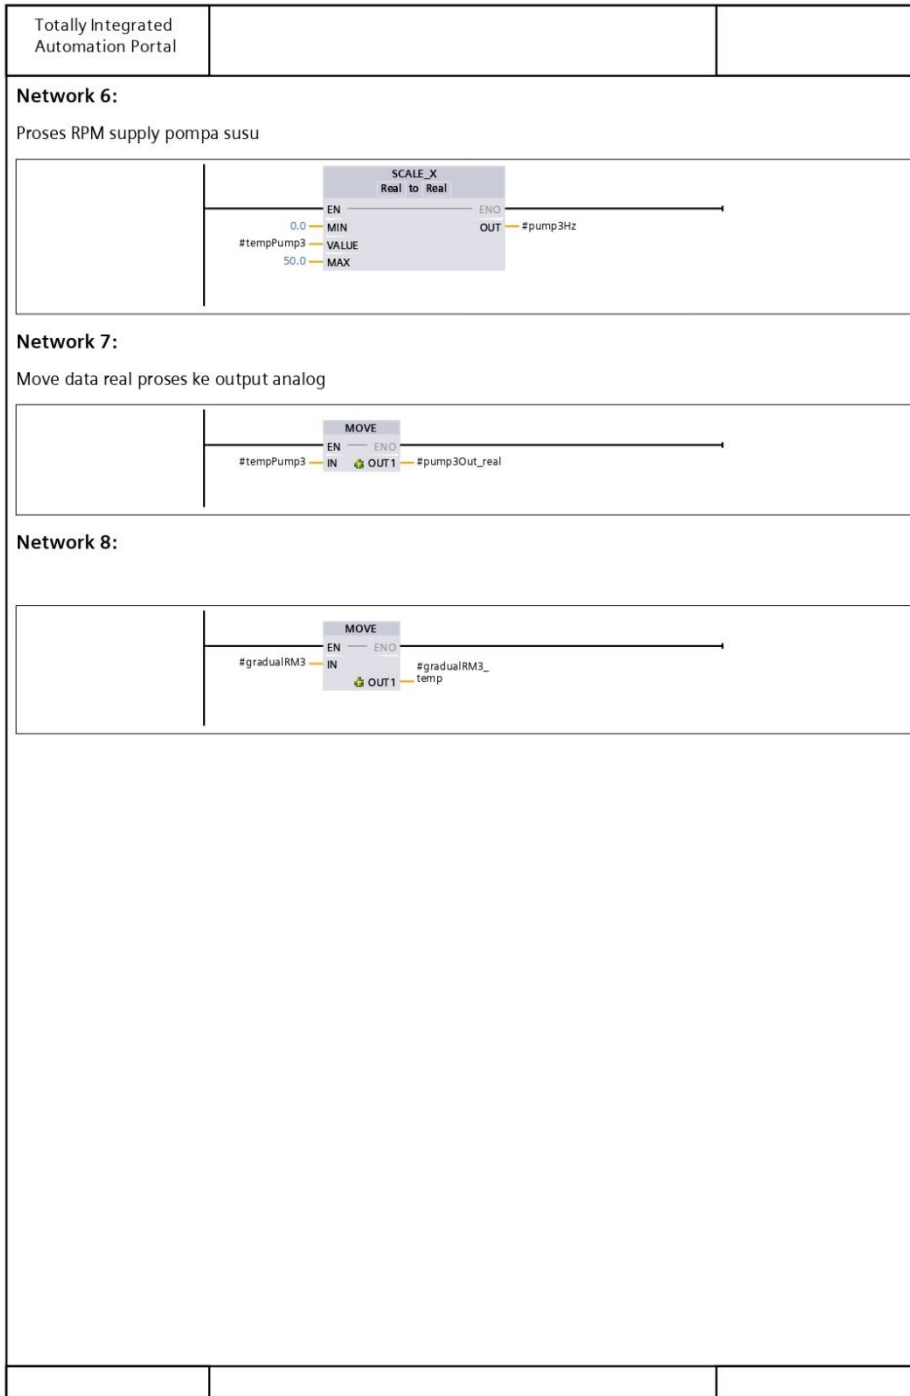 Totally Integrated
Automation Portal
Network 6:
Proses RPM supply pompa susu
SCALE_X
Real to Real
EN ENO
0.0 MIN OUT #pump3Hz
#tempPump3 VALUE
50.0 MAX
Network 7:
Move data real proses ke output analog
MOVE
EN ENO
#tempPump3 IN OUT1 #pump3Out_real
Network 8:
MOVE
EN ENO
#gradualRM3 IN
#gradualRM3_
OUT1 temp